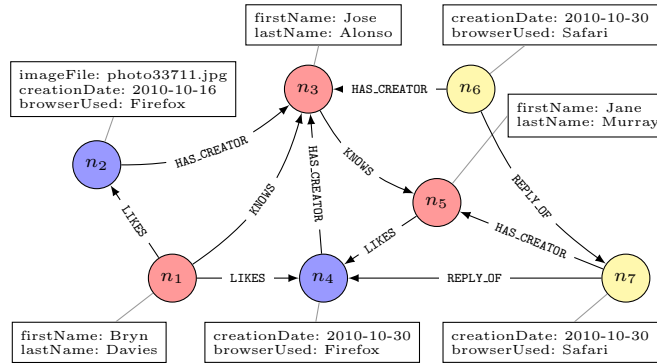 firstName: Jose
lastName: Alonso
creationDate: 2010-10-30
browserUsed: Safari
imageFile: photo33711.jpg
creationDate: 2010-10-16
browserUsed: Firefox
n3
HAS_CREATOR
n6
firstName: Jane
lastName: Murray
n2
HAS_CREATOR
HAS_CREATOR
KNOWS
REPLY_OF
LIKES
KNOWS
n5
LIKES
HAS_CREATOR
n1
LIKES
n4
REPLY_OF
n7
firstName: Bryn
lastName: Davies
creationDate: 2010-10-30
browserUsed: Firefox
creationDate: 2010-10-30
browserUsed: Safari